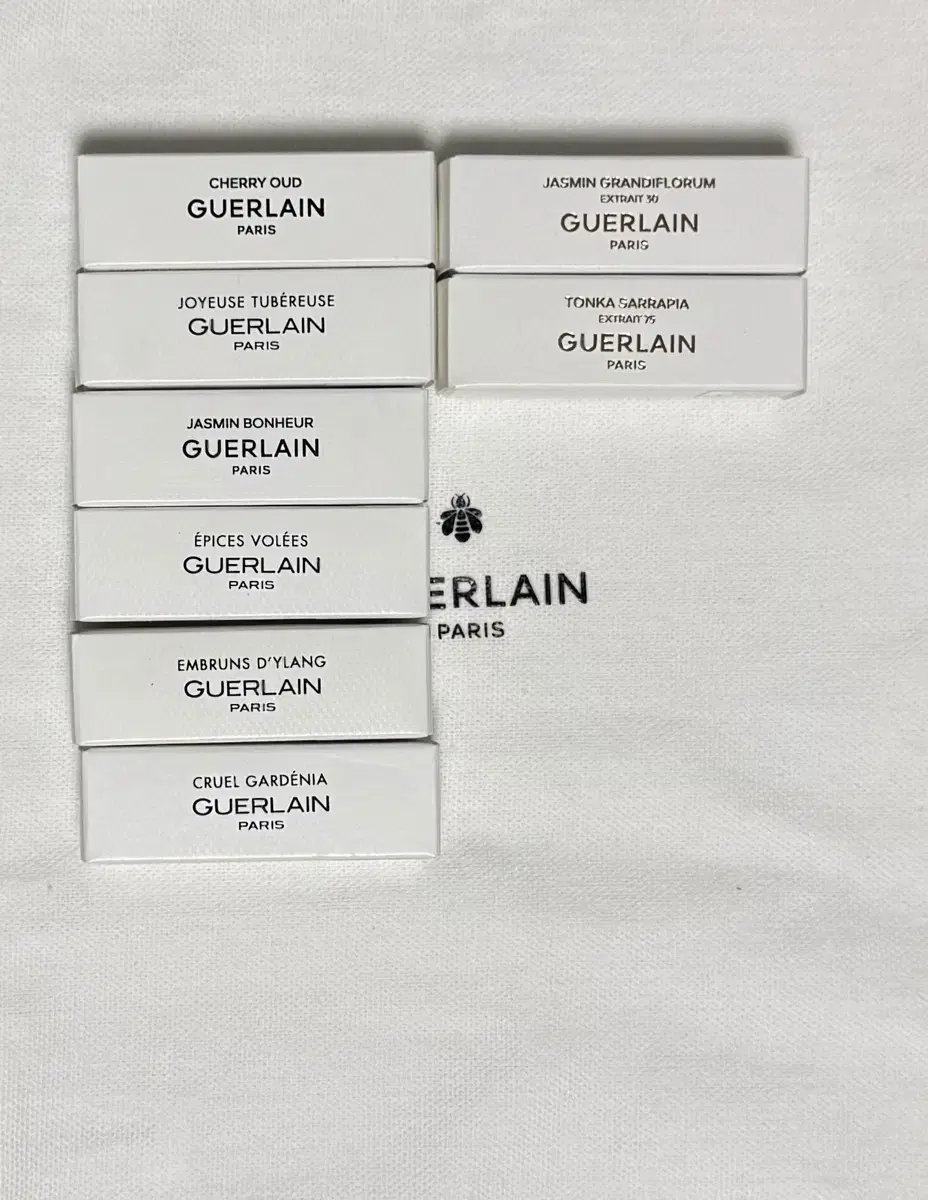 CHERRY OUD
GUERLAIN
PARIS
JOYEUSE TUBÉREUSE
GUERLAIN
PARIS
JASMIN BONHEUR
GUERLAIN
PARIS
ÉPICES VOLÉES
GUERLAIN
PARIS
EMBRUNS D'YLANG
GUERLAIN
PARIS
CRUEL GARDÉNIA
GUERLAIN
PARIS
JASMIN GRANDIFLORUM
EXTRAIT 30
GUERLAIN
PARIS
TONKA SARRAPIA
EXTRAIT 75
GUERLAIN
PARIS
ERLAIN
PARIS